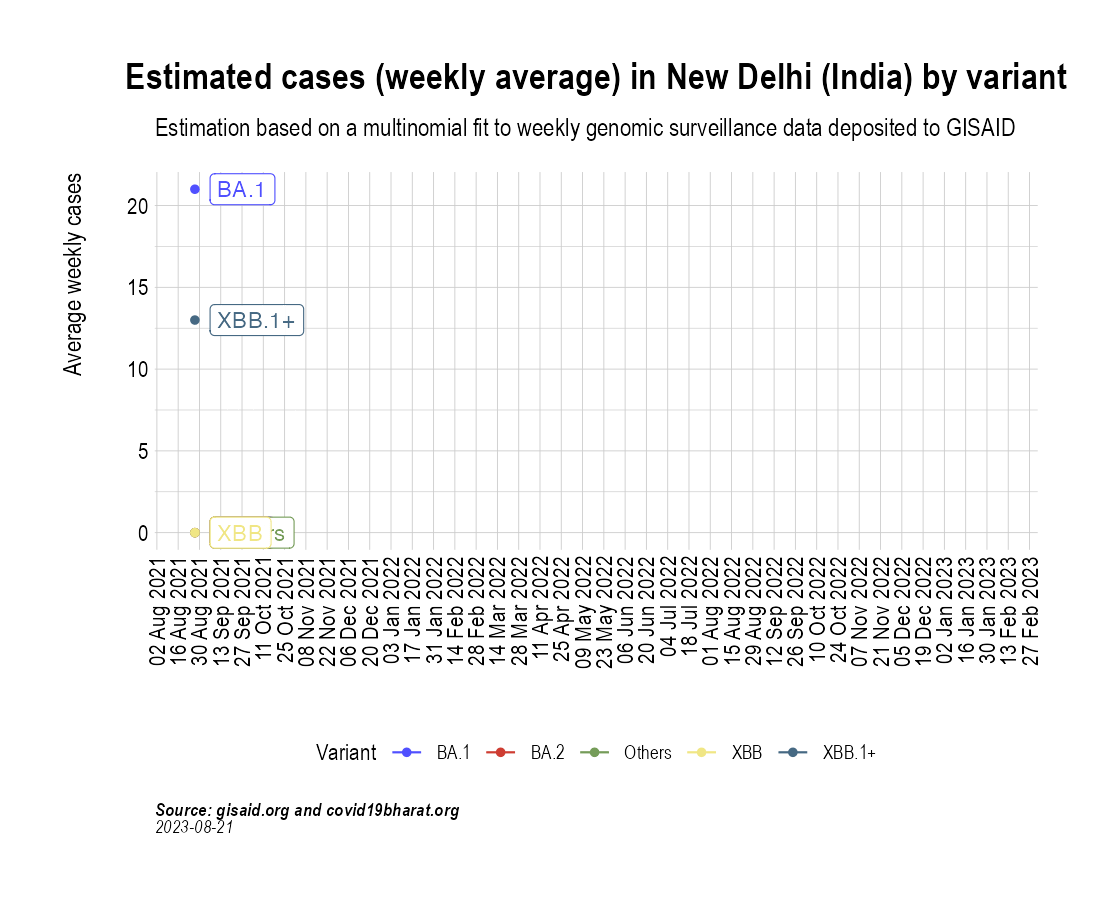 Estimated cases (weekly average) in New Delhi (India) by variant
Estimation based on a multinomial fit to weekly genomic surveillance data deposited to GISAID
Average weekly cases
20
15
10
5
0
BA.1
XBB.1+
XBB
rs
02 Aug 2021
16 Aug 2021
30 Aug 2021
13 Sep 2021
27 Sep 2021
11 Oct 2021
25 Oct 2021
08 Nov 2021
22 Nov 2021
06 Dec 2021
20 Dec 2021
03 Jan 2022
17 Jan 2022
31 Jan 2022
14 Feb 2022
28 Feb 2022
14 Mar 2022
28 Mar 2022
11 Apr 2022
25 Apr 2022
09 May 2022
23 May 2022
06 Jun 2022
20 Jun 2022
04 Jul 2022
18 Jul 2022
01 Aug 2022
15 Aug 2022
29 Aug 2022
12 Sep 2022
26 Sep 2022
10 Oct 2022
24 Oct 2022
07 Nov 2022
21 Nov 2022
05 Dec 2022
19 Dec 2022
02 Jan 2023
16 Jan 2023
30 Jan 2023
13 Feb 2023
27 Feb 2023
Variant BA.1 BA.2 Others XBB XBB.1+
Source: gisaid.org and covid19bharat.org
2023-08-21